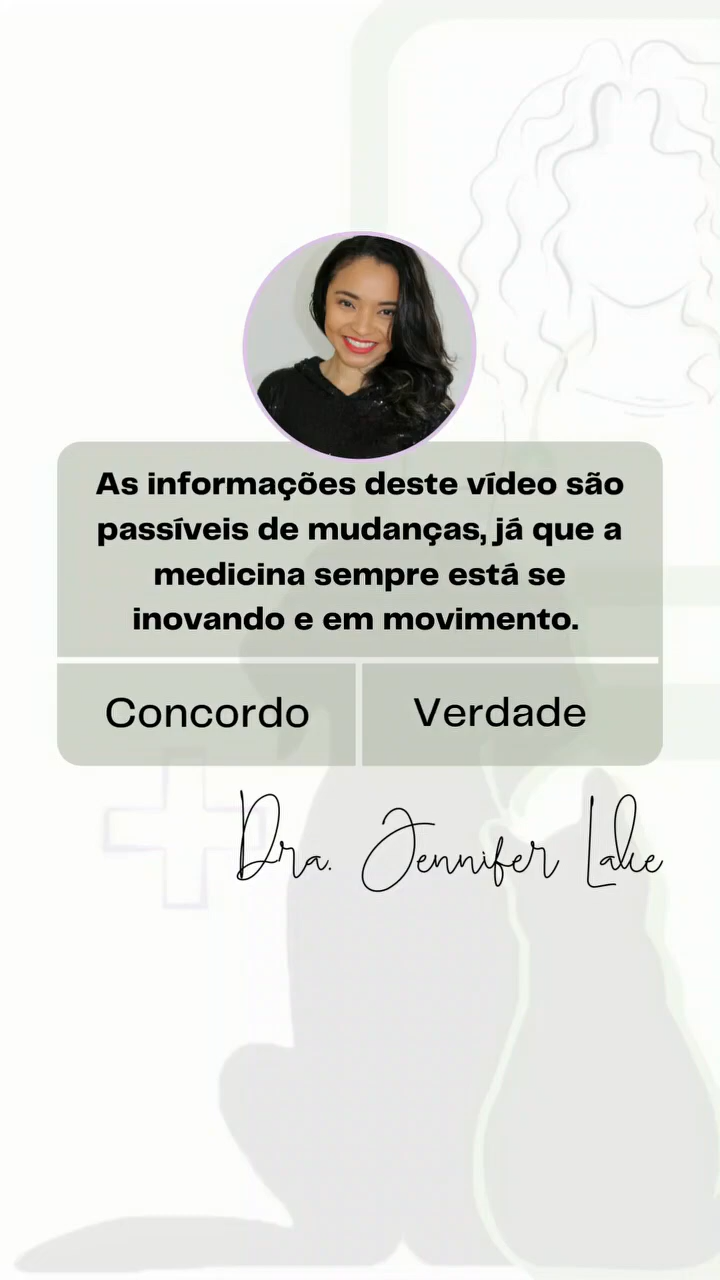 As informações deste vídeo são
passíveis de mudanças, já que a
medicina sempre está se
inovando e em movimento.
Concordo
Verdade
Dra. Jennifer Lake